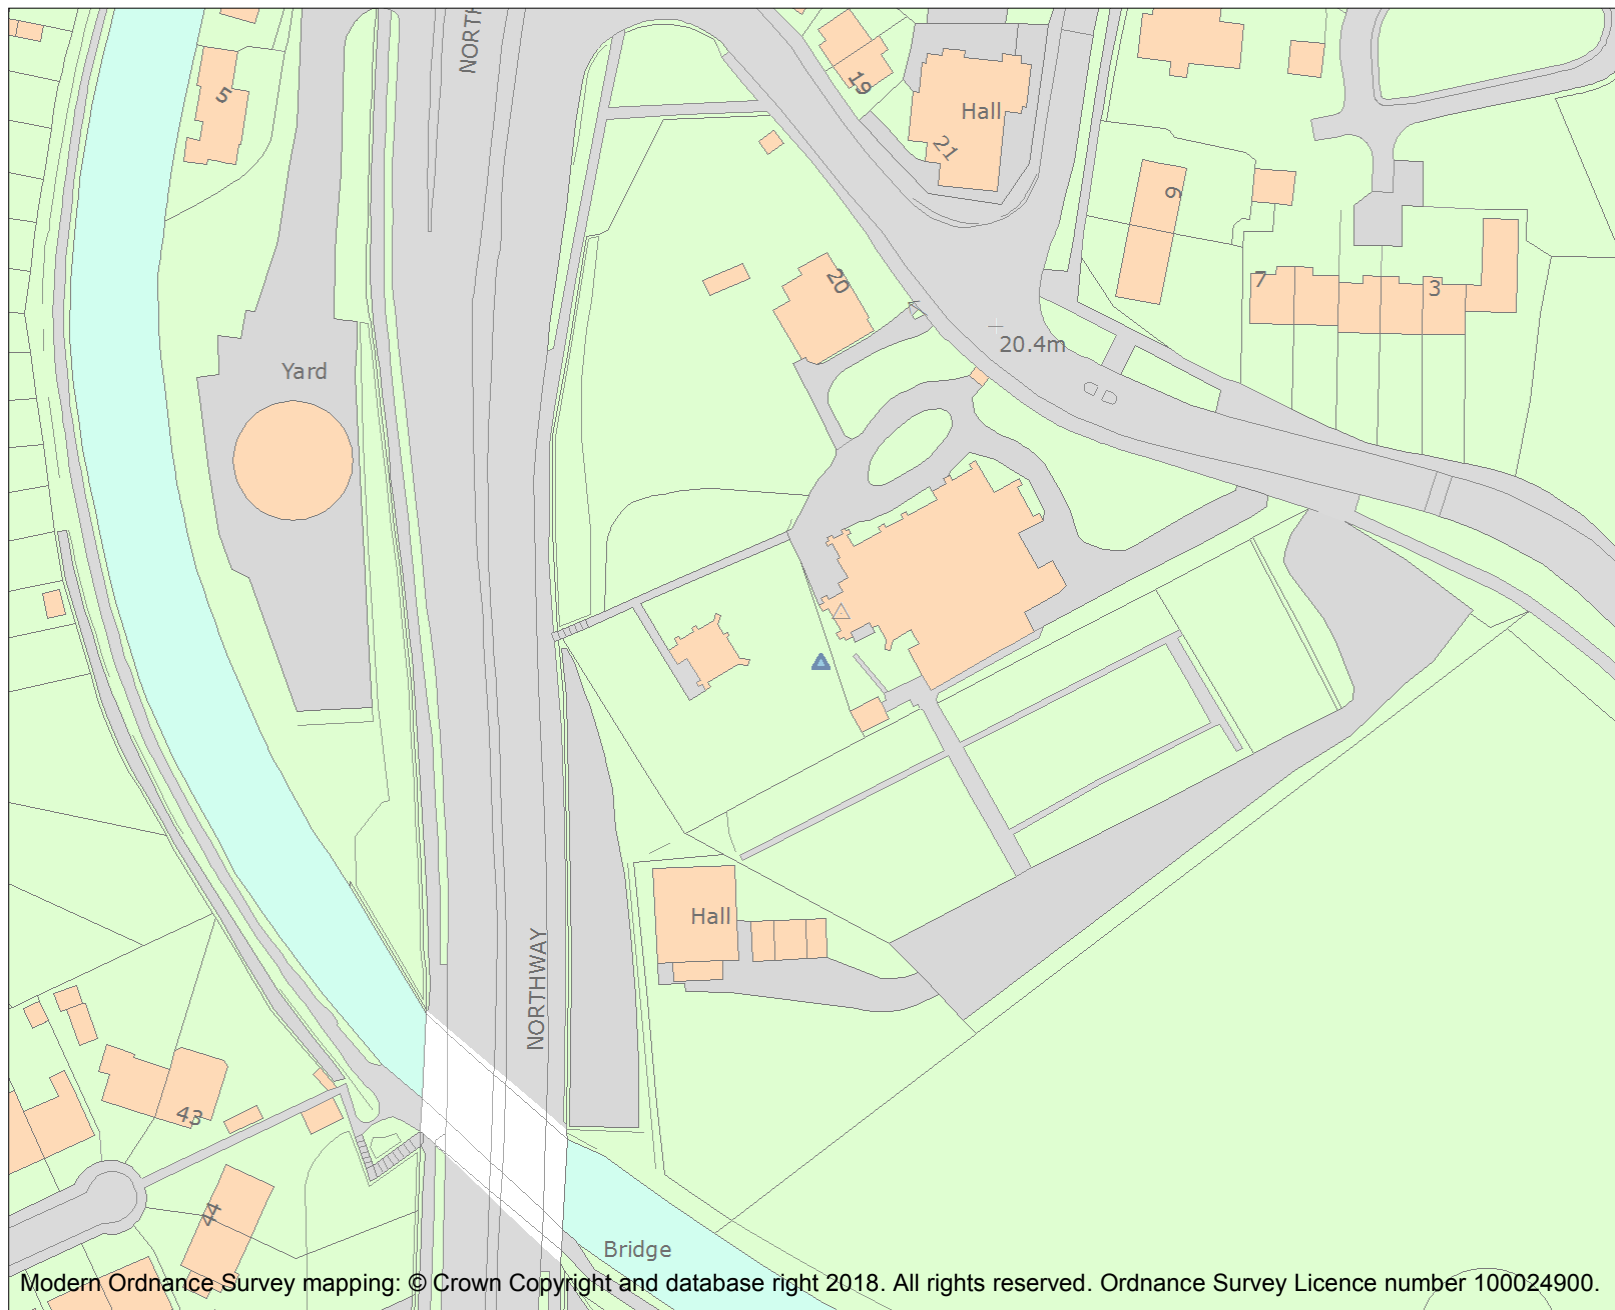 NORTH
5
19
Hall
21
9
20
7
3
20.4m
Yard
Hall
NORTHWAY
43
44
Bridge
Modern Ordnance Survey mapping: © Crown Copyright and database right 2018. All rights reserved. Ordnance Survey Licence number 100024900.